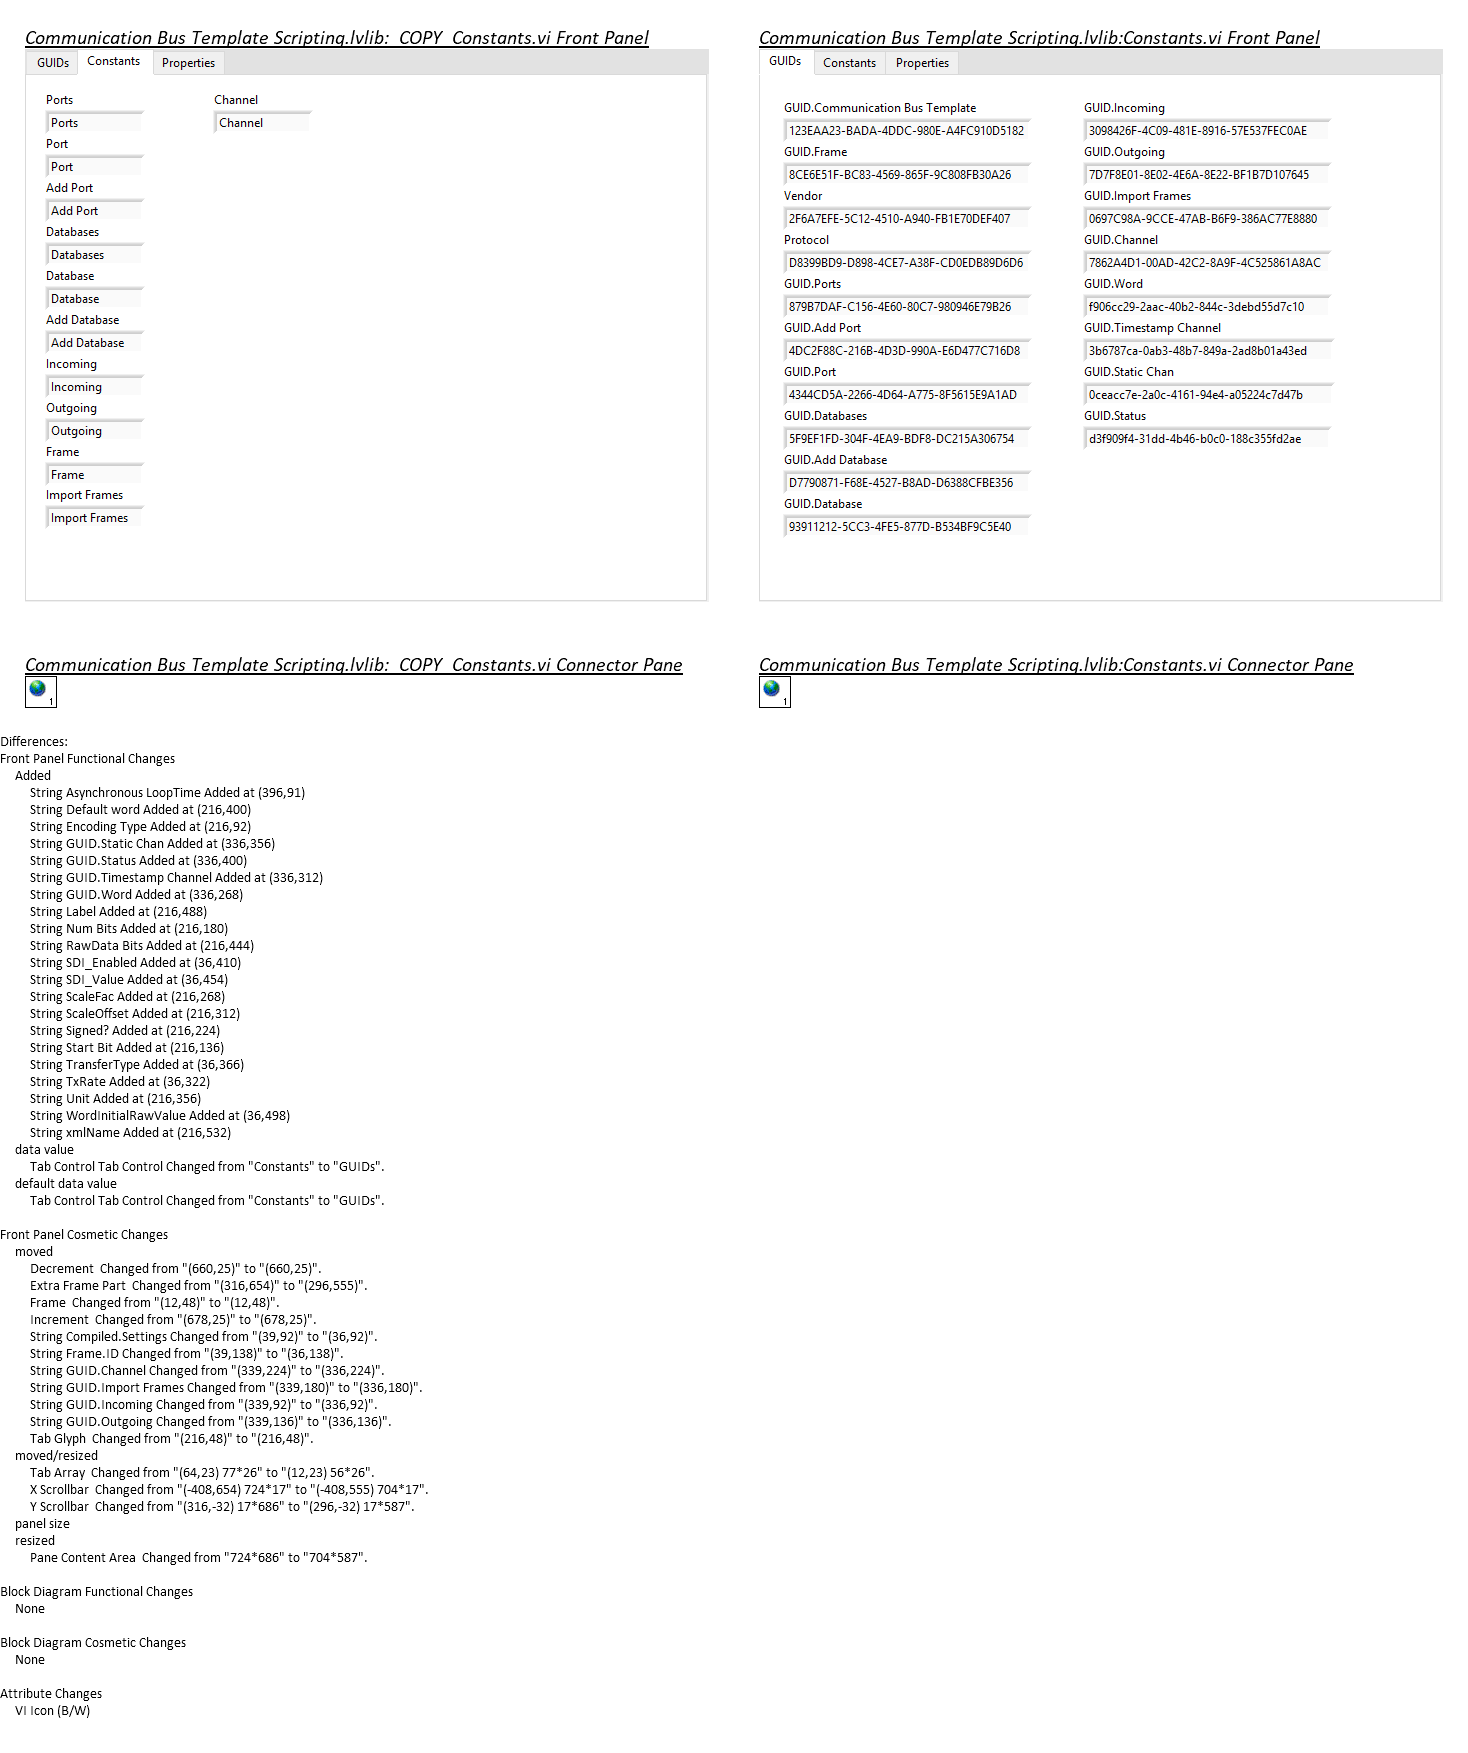 Communication Bus Template Scripting.lvlib:_COPY_Constants.vi Front Panel
GUIDs Constants Properties
Ports
Ports
Port
Port
Add Port
Add Port
Databases
Databases
Database
Database
Add Database
Add Database
Incoming
Incoming
Outgoing
Outgoing
Frame
Frame
Import Frames
Import Frames
Channel
Channel
Communication Bus Template Scripting.lvlib:Constants.vi Front Panel
GUIDs Constants Properties
GUID.Communication Bus Template
123EAA23-BADA-4DDC-980E-A4FC910D5182
GUID.Frame
8CE6E51F-BC83-4569-865F-9C808FB30A26
Vendor
2F6A7EFE-5C12-4510-A940-FB1E70DEF407
Protocol
D8399BD9-D898-4CE7-A38F-CD0EDB89D6D6
GUID.Ports
879B7DAF-C156-4E60-80C7-980946E79B26
GUID.Add Port
4DC2F88C-216B-4D3D-990A-E6D477C716D8
GUID.Port
4344CD5A-2266-4D64-A775-8F5615E9A1AD
GUID.Databases
5F9EF1FD-304F-4EA9-BDF8-DC215A306754
GUID.Add Database
D7790871-F68E-4527-B8AD-D6388CFBE356
GUID.Database
93911212-5CC3-4FE5-877D-B534BF9C5E40
GUID.Incoming
3098426F-4C09-481E-8916-57E537FEC0AE
GUID.Outgoing
7D7F8E01-8E02-4E6A-8E22-BF1B7D107645
GUID.Import Frames
0697C98A-9CCE-47AB-B6F9-386AC77E8880
GUID.Channel
7862A4D1-00AD-42C2-8A9F-4C525861A8AC
GUID.Word
f906cc29-2aac-40b2-844c-3debd55d7c10
GUID.Timestamp Channel
3b6787ca-0ab3-48b7-849a-2ad8b01a43ed
GUID.Static Chan
0ceacc7e-2a0c-4161-94e4-a05224c7d47b
GUID.Status
d3f909f4-31dd-4b46-b0c0-188c355fd2ae
Communication Bus Template Scripting.lvlib:_COPY_Constants.vi Connector Pane
1
Communication Bus Template Scripting.lvlib:Constants.vi Connector Pane
1
Differences:
Front Panel Functional Changes
Added
String Asynchronous LoopTime Added at (396,91)
String Default word Added at (216,400)
String Encoding Type Added at (216,92)
String GUID.Static Chan Added at (336,356)
String GUID.Status Added at (336,400)
String GUID.Timestamp Channel Added at (336,312)
String GUID.Word Added at (336,268)
String Label Added at (216,488)
String Num Bits Added at (216,180)
String RawData Bits Added at (216,444)
String SDI_Enabled Added at (36,410)
String SDI_Value Added at (36,454)
String ScaleFac Added at (216,268)
String ScaleOffset Added at (216,312)
String Signed? Added at (216,224)
String Start Bit Added at (216,136)
String TransferType Added at (36,366)
String TxRate Added at (36,322)
String Unit Added at (216,356)
String WordInitialRawValue Added at (36,498)
String xmlName Added at (216,532)
data value
Tab Control Tab Control Changed from "Constants" to "GUIDs".
default data value
Tab Control Tab Control Changed from "Constants" to "GUIDs".
Front Panel Cosmetic Changes
moved
Decrement  Changed from "(660,25)" to "(660,25)".
Extra Frame Part  Changed from "(316,654)" to "(296,555)".
Frame  Changed from "(12,48)" to "(12,48)".
Increment  Changed from "(678,25)" to "(678,25)".
String Compiled.Settings Changed from "(39,92)" to "(36,92)".
String Frame.ID Changed from "(39,138)" to "(36,138)".
String GUID.Channel Changed from "(339,224)" to "(336,224)".
String GUID.Import Frames Changed from "(339,180)" to "(336,180)".
String GUID.Incoming Changed from "(339,92)" to "(336,92)".
String GUID.Outgoing Changed from "(339,136)" to "(336,136)".
Tab Glyph  Changed from "(216,48)" to "(216,48)".
moved/resized
Tab Array  Changed from "(64,23) 77*26" to "(12,23) 56*26".
X Scrollbar  Changed from "(-408,654) 724*17" to "(-408,555) 704*17".
Y Scrollbar  Changed from "(316,-32) 17*686" to "(296,-32) 17*587".
panel size
resized
Pane Content Area  Changed from "724*686" to "704*587".
Block Diagram Functional Changes
None
Block Diagram Cosmetic Changes
None
Attribute Changes
VI Icon (B/W)